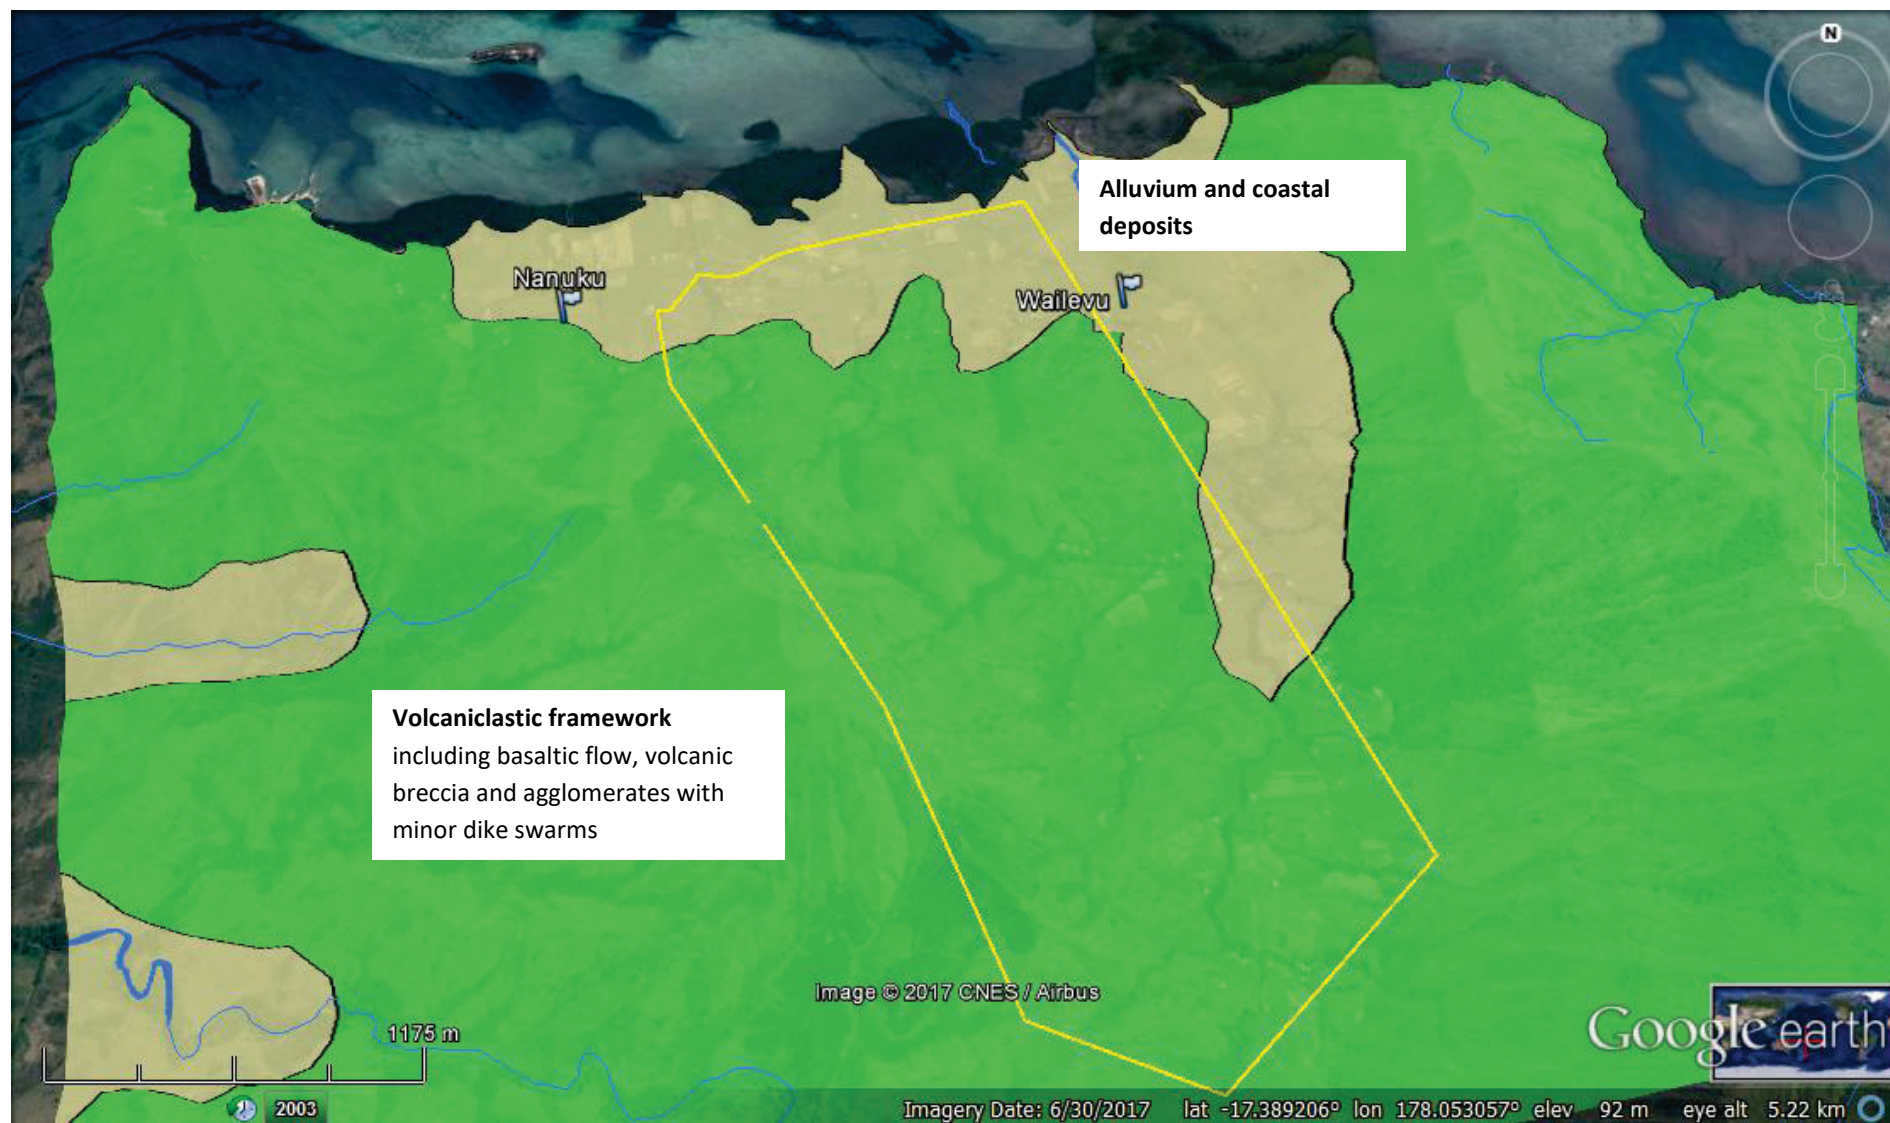 N
Alluvium and coastal
deposits
Nanuku
Wailevu
Volcaniclastic framework
including basaltic flow, volcanic
breccia and agglomerates with
minor dike swarms
Image © 2017 CNES / Airbus
1175 m
Google earth
2003
Imagery Date: 6/30/2017 lat -17.389206° lon 178.053057° elev 92 m eye alt 5.22 km